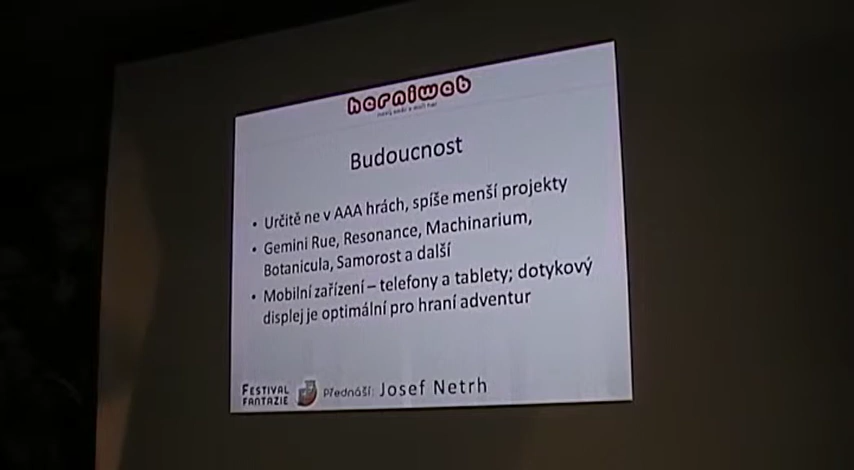 herniweb
Budoucnost
• Určitě ne v AAA hrách, spíše menší projekty
• Gemini Rue, Resonance, Machinarium,
Botanicula, Samorost a další
• Mobilní zařízení – telefony a tablety; dotykový
displej je optimální pro hraní adventur
FESTIVAL
FANTAZIE
Přednáší: Josef Netrh